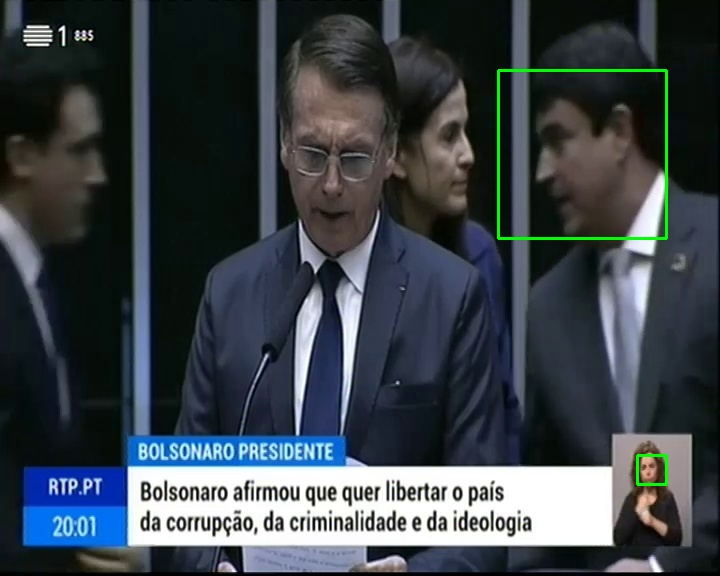 1 885
BOLSONARO PRESIDENTE
RTP.PT
Bolsonaro afirmou que quer libertar o país
20:01
da corrupção, da criminalidade e da ideologia